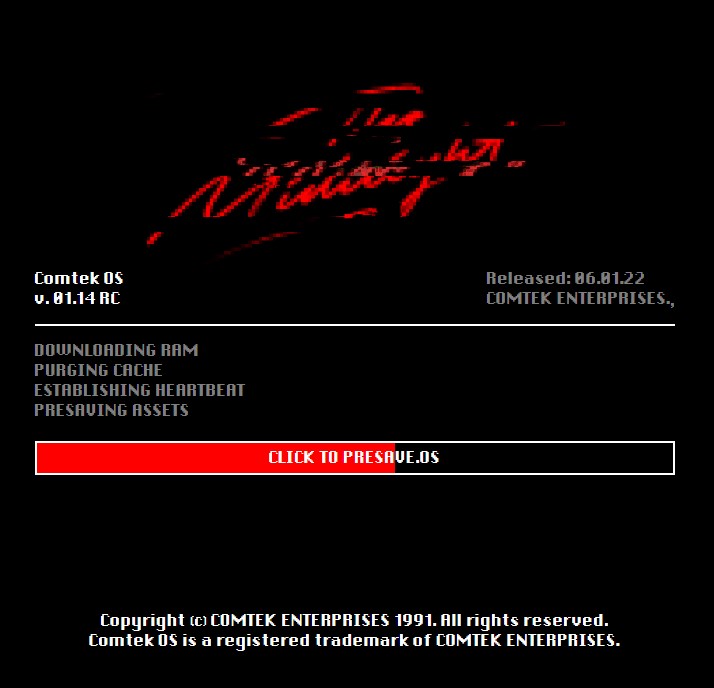 Comtek OS
v. 01.14 RC
Released: 06.01.22
COMTEK ENTERPRISES.,
DOWNLOADING RAM
PURGING CACHE
ESTABLISHING HEARTBEAT
PRESAVING ASSETS
CLICK TO PRESAVE.OS
Copyright (c) COMTEK ENTERPRISES 1991. All rights reserved.
Comtek OS is a registered trademark of COMTEK ENTERPRISES.